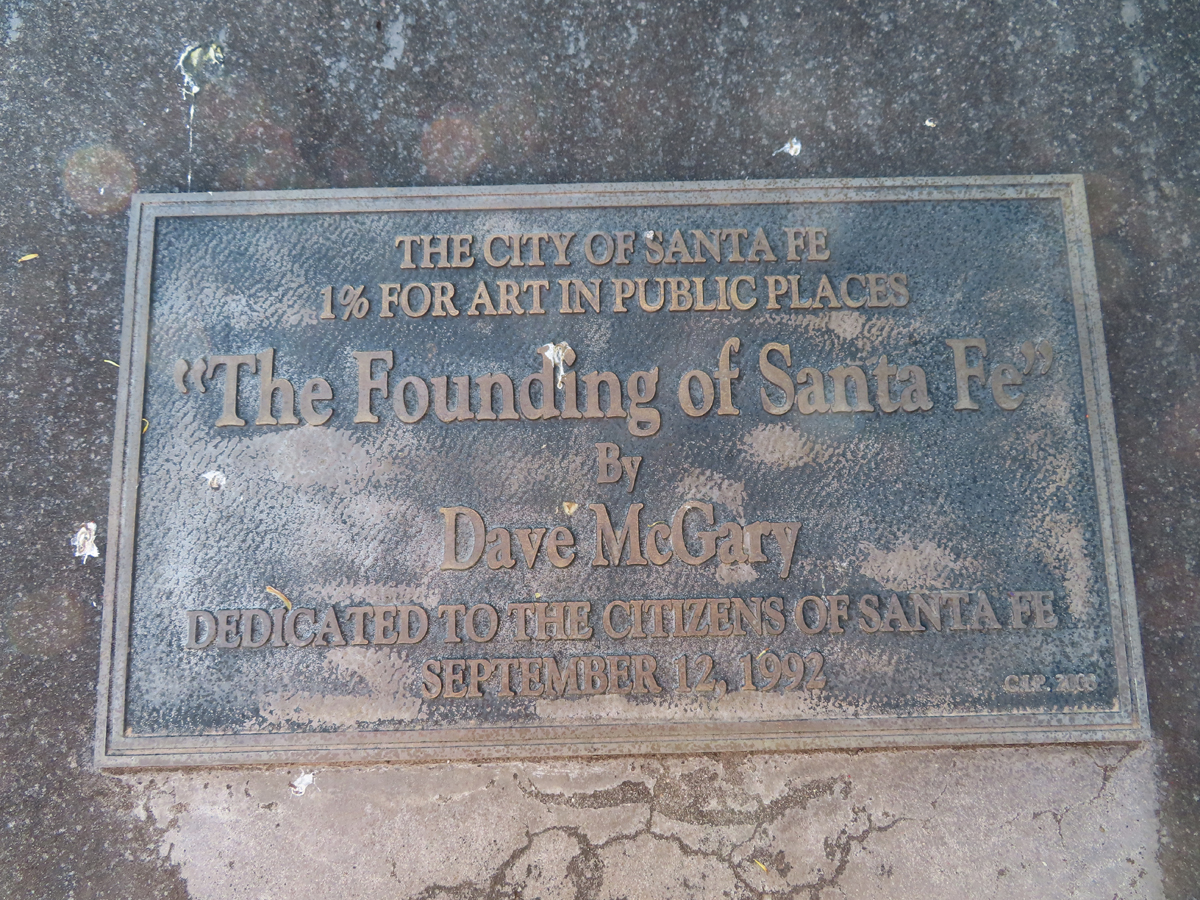 THE CITY OF SANTA FE
1% FOR ART IN PUBLIC PLACES
“The Founding of Santa Fe”
By
Dave McGary
DEDICATED TO THE CITIZENS OF SANTA FE
SEPTEMBER 12, 1992